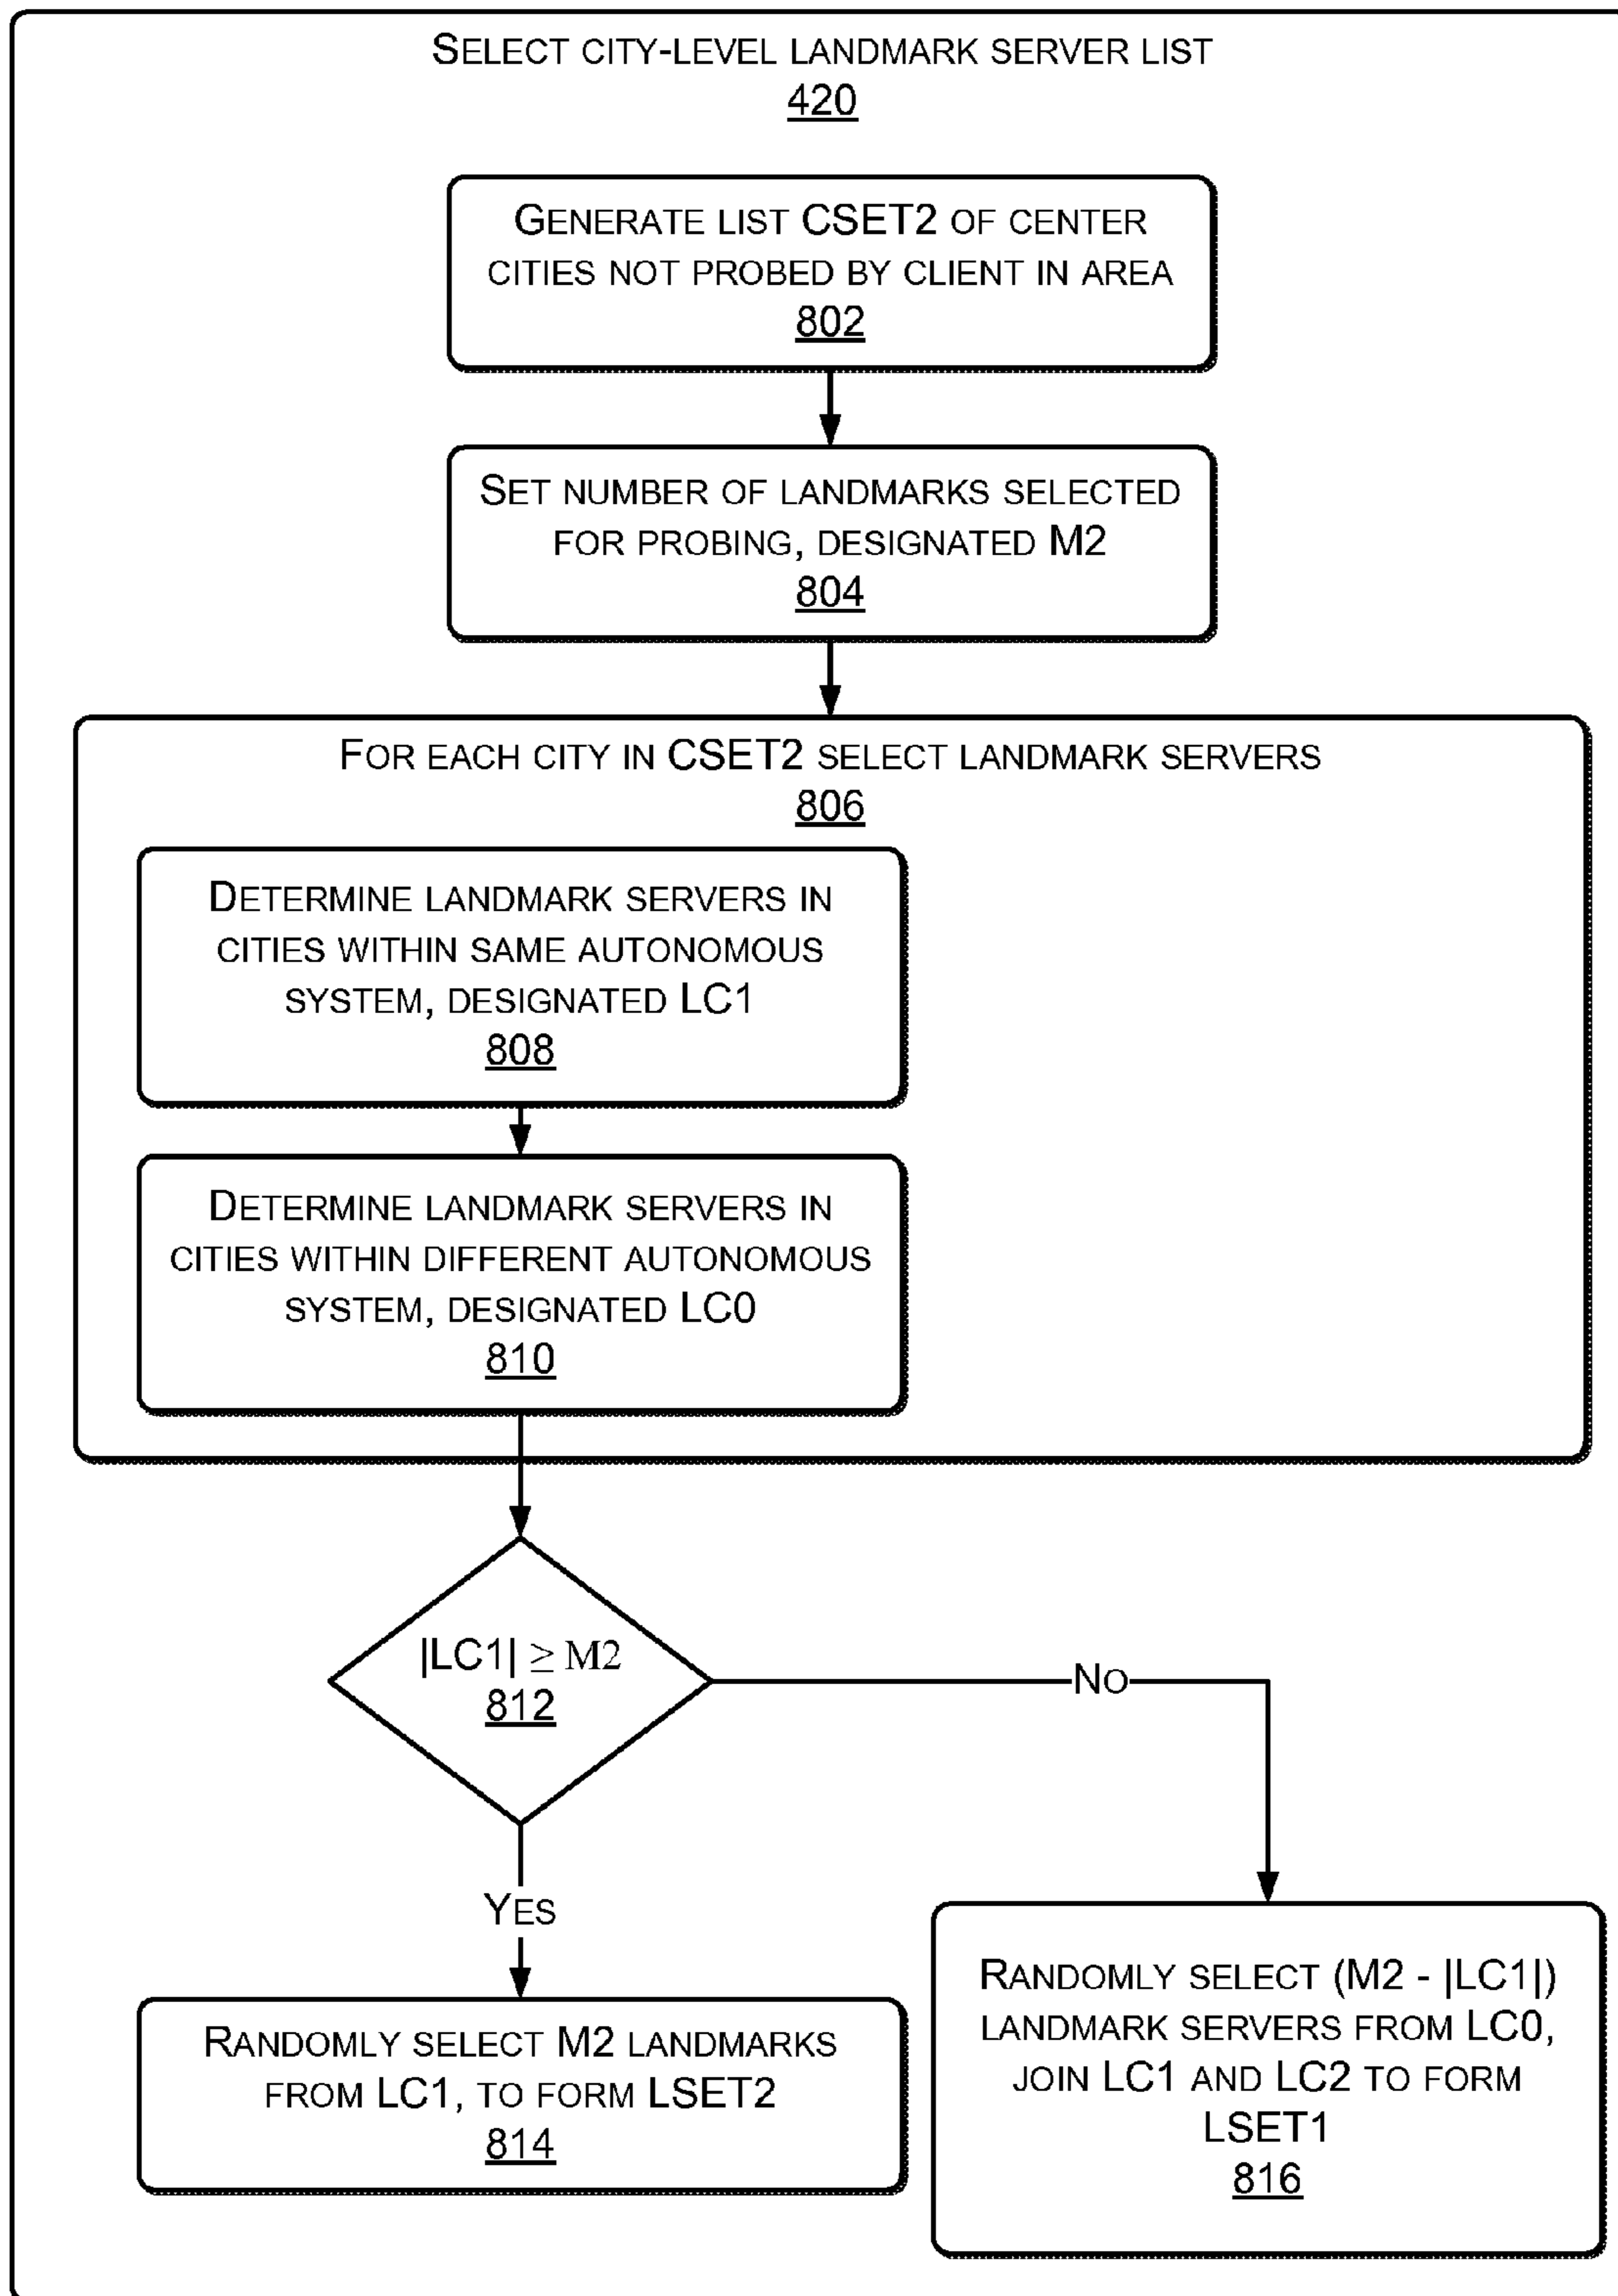 SELECT CITY-LEVEL LANDMARK SERVER LIST
420
GENERATE LIST CSET2 OF CENTER
CITIES NOT PROBED BY CLIENT IN AREA
802
SET NUMBER OF LANDMARKS SELECTED
FOR PROBING, DESIGNATED M2
804
FOR EACH CITY IN CSET2 SELECT LANDMARK SERVERS
806
DETERMINE LANDMARK SERVERS IN
CITIES WITHIN SAME AUTONOMOUS
SYSTEM, DESIGNATED LC1
808
DETERMINE LANDMARK SERVERS IN
CITIES WITHIN DIFFERENT AUTONOMOUS
SYSTEM, DESIGNATED LC0
810
|LC1| ≥ M2
812
NO
YES
RANDOMLY SELECT M2 LANDMARKS
FROM LC1, TO FORM LSET2
814
RANDOMLY SELECT (M2 - |LC1|)
LANDMARK SERVERS FROM LC0,
JOIN LC1 AND LC2 TO FORM
LSET1
816